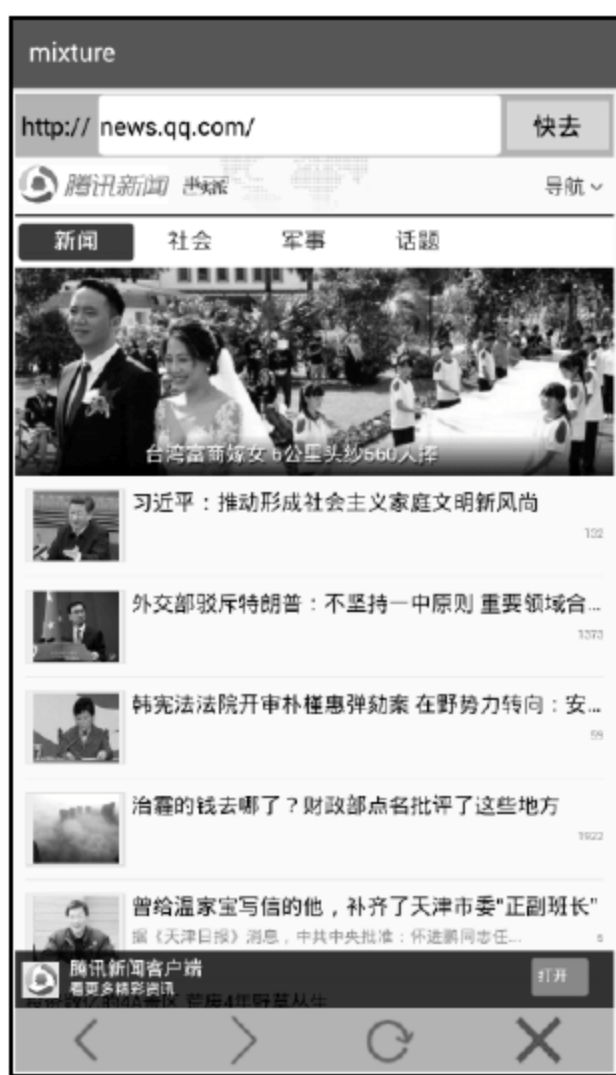 mixture
http:// news.qq.com/ 快去
腾讯新闻 导航
新闻 社会 军事 话题
台湾富商嫁女 6公里头纱560人捧
习近平：推动形成社会主义家庭文明新风尚
132
外交部驳斥特朗普：不坚持一中原则 重要领域合...
1373
韩宪法法院开审朴槿惠弹劾案 在野势力转向：安...
59
治霾的钱去哪了？财政部点名批评了这些地方
1922
曾给温家宝写信的他，补齐了天津市委"正副班长"
据《天津日报》消息，中共中央批准：怀进鹏同志任...
6
腾讯新闻客户端
看更多精彩资讯
打开